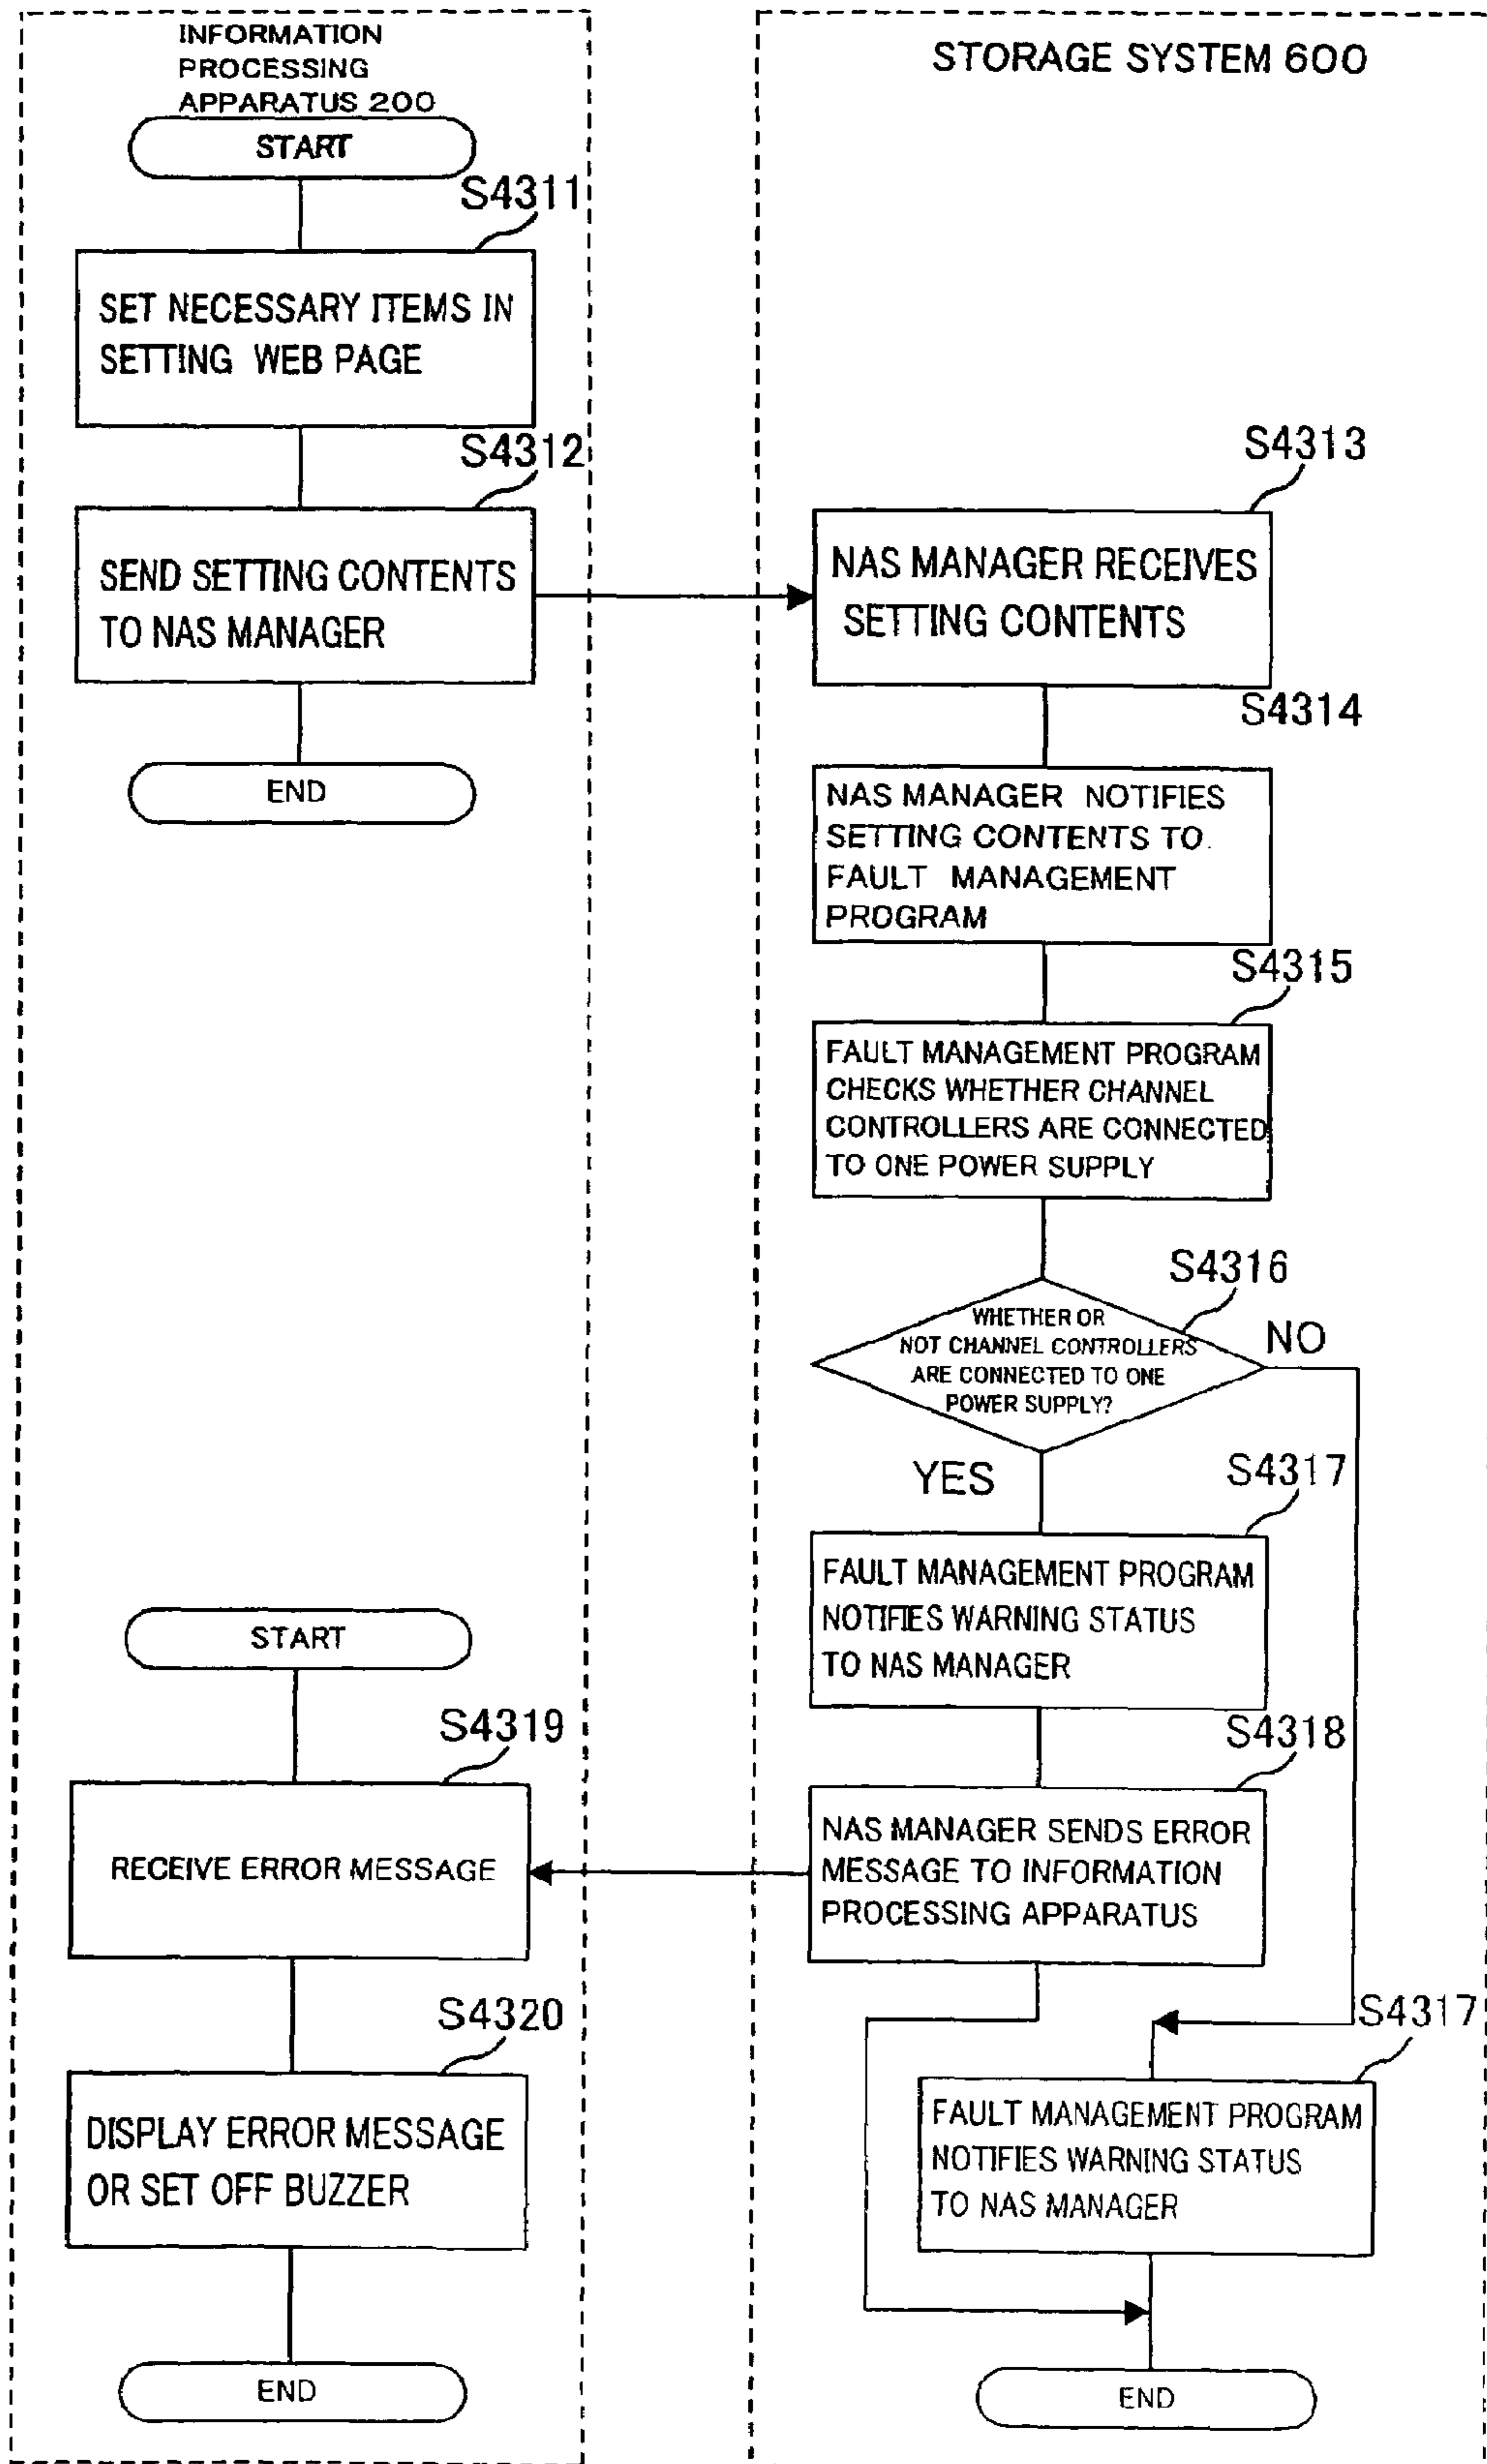 INFORMATION
PROCESSING
APPARATUS 200
START
S4311
SET NECESSARY ITEMS IN
SETTING WEB PAGE
S4312
SEND SETTING CONTENTS
TO NAS MANAGER
END
STORAGE SYSTEM 600
S4313
NAS MANAGER RECEIVES
SETTING CONTENTS
S4314
NAS MANAGER NOTIFIES
SETTING CONTENTS TO
FAULT MANAGEMENT
PROGRAM
S4315
FAULT MANAGEMENT PROGRAM
CHECKS WHETHER CHANNEL
CONTROLLERS ARE CONNECTED
TO ONE POWER SUPPLY
S4316
WHETHER OR
NOT CHANNEL CONTROLLERS
ARE CONNECTED TO ONE
POWER SUPPLY?
NO
YES
S4317
FAULT MANAGEMENT PROGRAM
NOTIFIES WARNING STATUS
TO NAS MANAGER
S4318
NAS MANAGER SENDS ERROR
MESSAGE TO INFORMATION
PROCESSING APPARATUS
START
S4319
RECEIVE ERROR MESSAGE
S4320
DISPLAY ERROR MESSAGE
OR SET OFF BUZZER
END
S4317
FAULT MANAGEMENT PROGRAM
NOTIFIES WARNING STATUS
TO NAS MANAGER
END